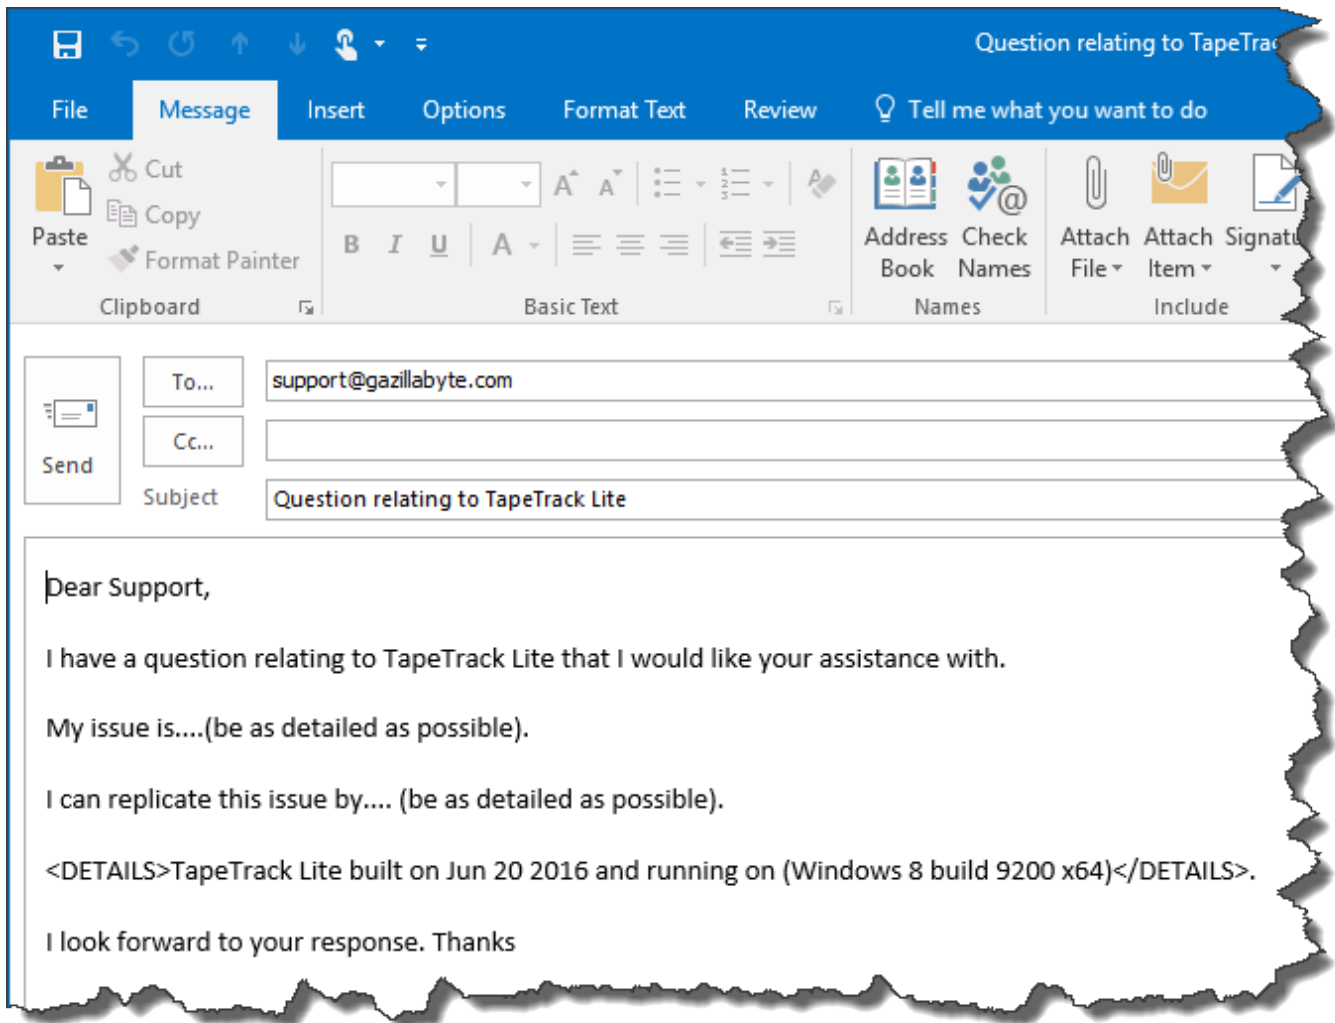 Question relating to TapeTrac
File Message Insert Options Format Text Review Tell me what you want to do
Paste
Cut
Copy
Format Painter
Clipboard
B I U A
A A
Basic Text
Address Book
Check Names
Names
Attach File
Attach Item
Signatu
Include
Send
To... support@gazillabyte.com
Cc...
Subject Question relating to TapeTrack Lite
Dear Support,
I have a question relating to TapeTrack Lite that I would like your assistance with.
My issue is....(be as detailed as possible).
I can replicate this issue by.... (be as detailed as possible).
<DETAILS>TapeTrack Lite built on Jun 20 2016 and running on (Windows 8 build 9200 x64)</DETAILS>.
I look forward to your response. Thanks